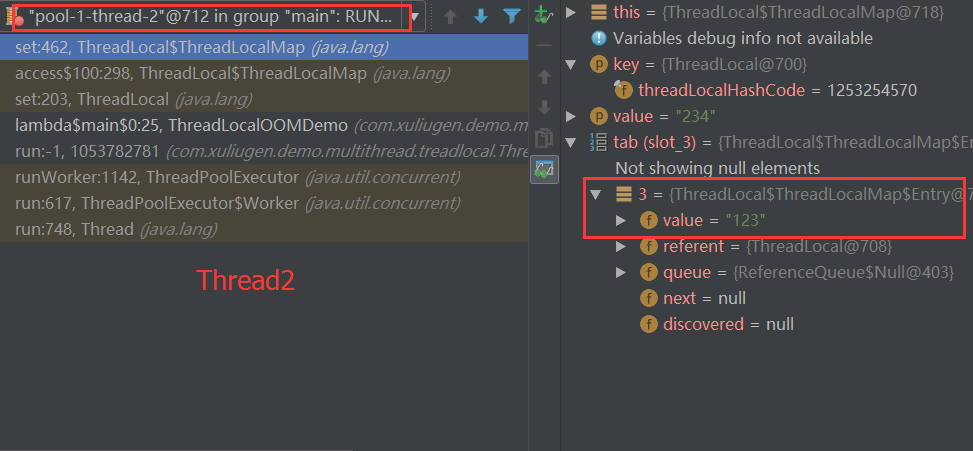 "pool-1-thread-2"@712 in group "main": RUN...
set:462, ThreadLocal$ThreadLocalMap (java.lang)
access$100:298, ThreadLocal$ThreadLocalMap (java.lang)
set:203, ThreadLocal (java.lang)
lambda$main$0:25, ThreadLocalOOMDemo (com.xuliugen.demo.m
run:-1, 1053782781 (com.xuliugen.demo.multithread.treadlocal.Thre
runWorker:1142, ThreadPoolExecutor (java.util.concurrent)
run:617, ThreadPoolExecutor$Worker (java.util.concurrent)
run:748, Thread (java.lang)
Thread2
this = {ThreadLocal$ThreadLocalMap@718}
Variables debug info not available
key = {ThreadLocal@700}
threadLocalHashCode = 1253254570
value = "234"
tab (slot_3) = {ThreadLocal$ThreadLocalMap$En
Not showing null elements
3 = {ThreadLocal$ThreadLocalMap$Entry@7
value = "123"
referent = {ThreadLocal@708}
queue = {ReferenceQueue$Null@403}
next = null
discovered = null